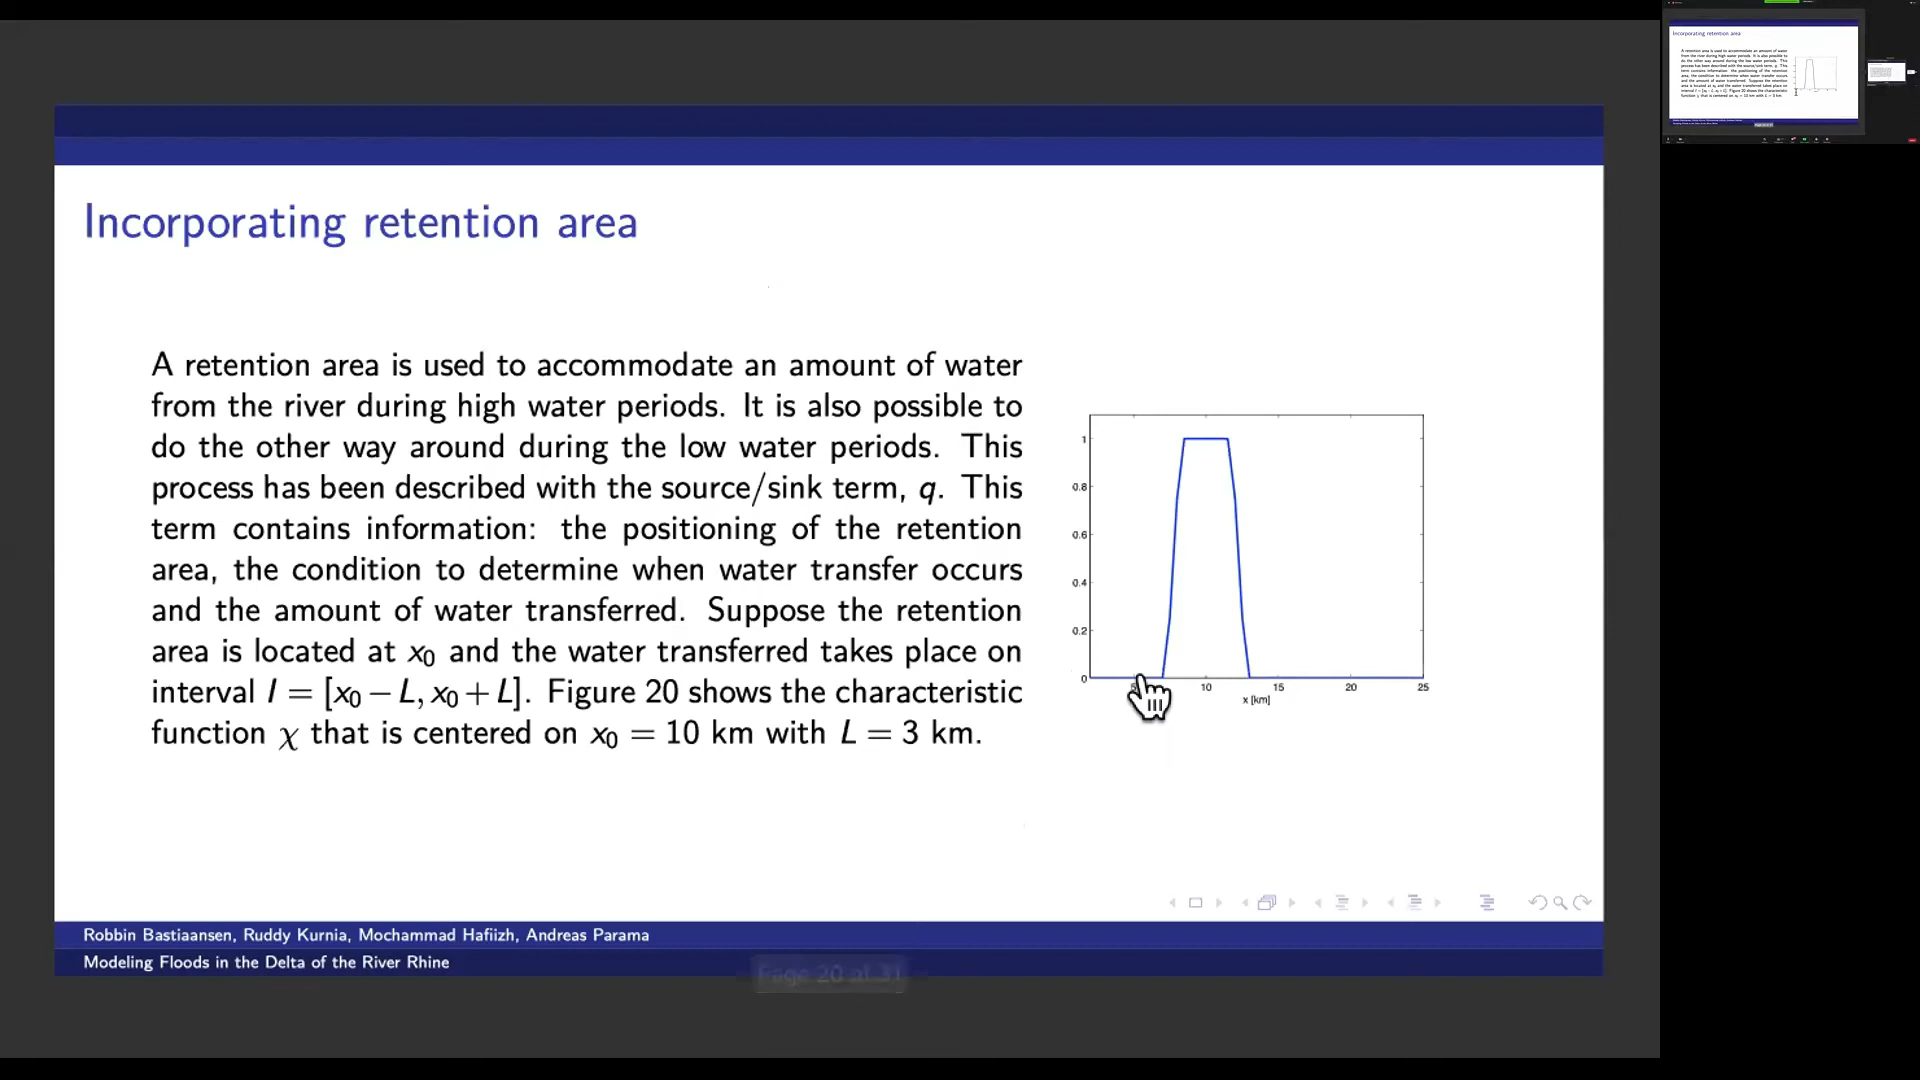 Incorporating retention area
A retention area is used to accommodate an amount of water
from the river during high water periods. It is also possible to
do the other way around during the low water periods. This
process has been described with the source/sink term, q. This
term contains information: the positioning of the retention
area, the condition to determine when water transfer occurs
and the amount of water transferred. Suppose the retention
area is located at x₀ and the water transferred takes place on
interval I = [x₀ − L, x₀ + L]. Figure 20 shows the characteristic
function χ that is centered on x₀ = 10 km with L = 3 km.
1
0.8
0.6
0.4
0.2
0
10 15 20 25
x [km]
Robbin Bastiaansen, Ruddy Kurnia, Mochammad Hafiizh, Andreas Parama
Modeling Floods in the Delta of the River Rhine
Page 20 of 31
Incorporating retention area